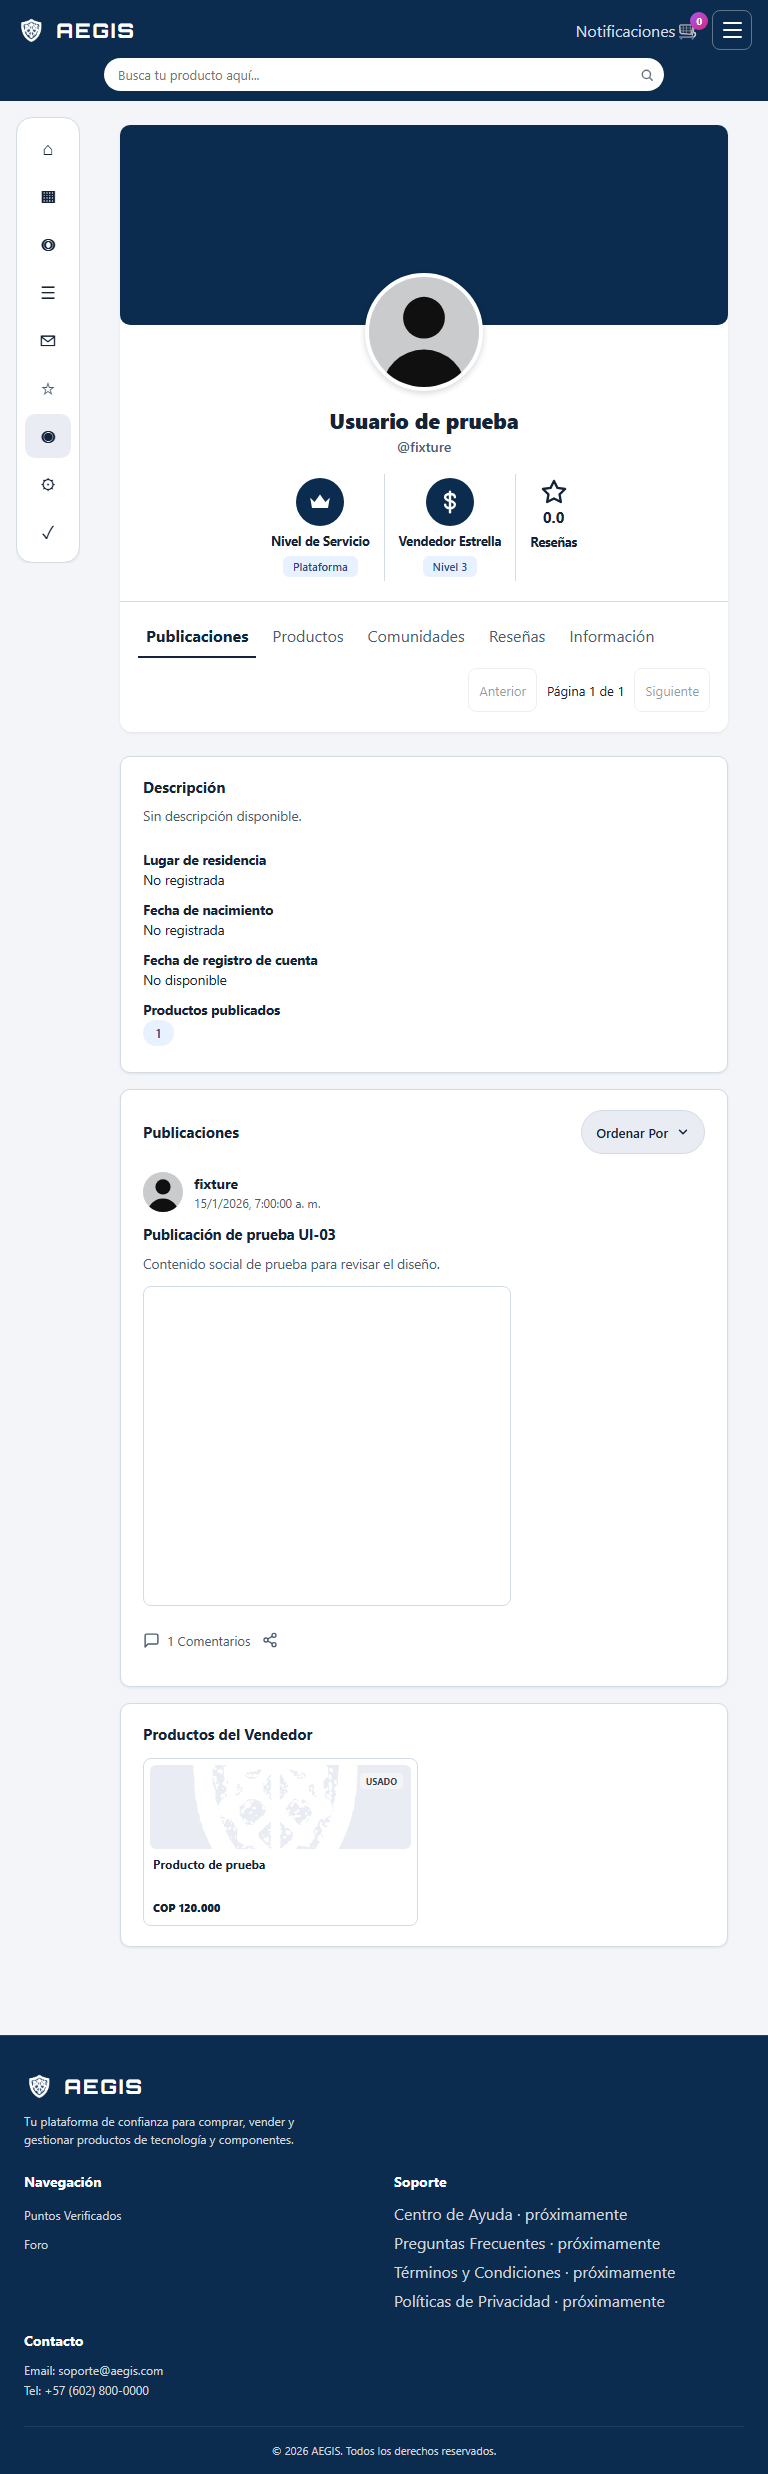 AEGIS
Notificaciones
0
Busca tu producto aquí...
Usuario de prueba
@fixture
Nivel de Servicio
Plataforma
Vendedor Estrella
Nivel 3
0.0
Reseñas
Publicaciones
Productos
Comunidades
Reseñas
Información
Anterior
Página 1 de 1
Siguiente
Descripción
Sin descripción disponible.
Lugar de residencia
No registrada
Fecha de nacimiento
No registrada
Fecha de registro de cuenta
No disponible
Productos publicados
1
Publicaciones
Ordenar Por
fixture
15/1/2026, 7:00:00 a. m.
Publicación de prueba UI-03
Contenido social de prueba para revisar el diseño.
1 Comentarios
Productos del Vendedor
USADO
Producto de prueba
COP 120.000
AEGIS
Tu plataforma de confianza para comprar, vender y
gestionar productos de tecnología y componentes.
Navegación
Puntos Verificados
Foro
Soporte
Centro de Ayuda · próximamente
Preguntas Frecuentes · próximamente
Términos y Condiciones · próximamente
Políticas de Privacidad · próximamente
Contacto
Email: soporte@aegis.com
Tel: +57 (602) 800-0000
© 2026 AEGIS. Todos los derechos reservados.